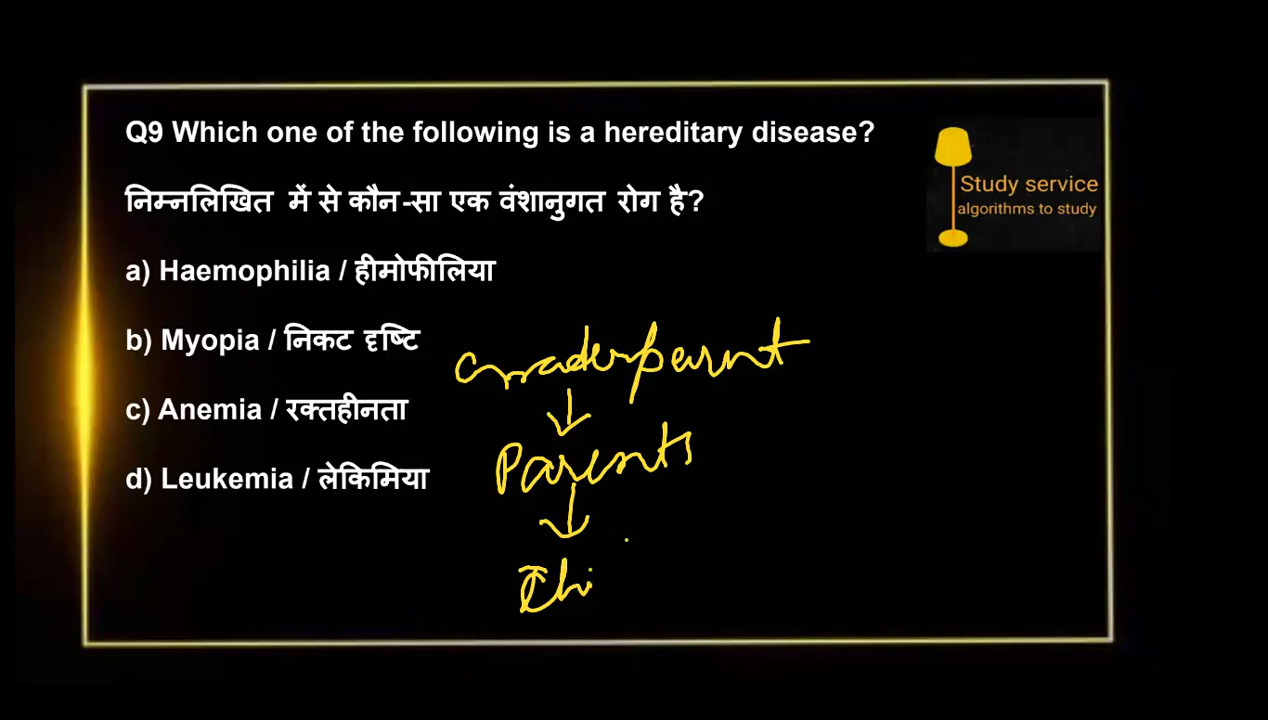 Q9 Which one of the following is a hereditary disease?
निम्नलिखित में से कौन-सा एक वंशानुगत रोग है?
Study service
algorithms to study
a) Haemophilia / हीमोफीलिया
b) Myopia / निकट दृष्टि
c) Anemia / रक्तहीनता
d) Leukemia / लेकिमिया
Parents
Chi